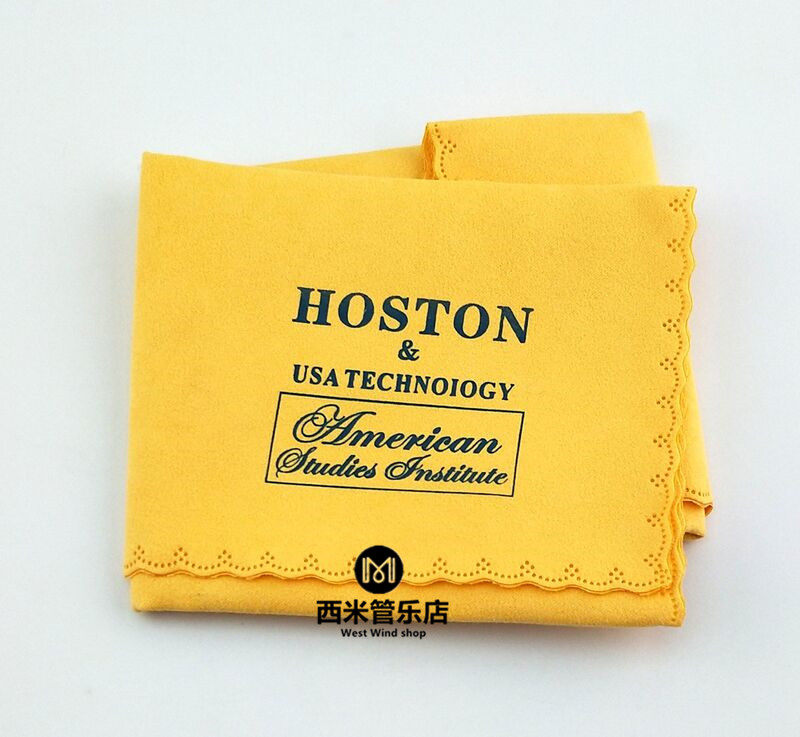 HOSTON
&
USA TECHNOIOGY
American
Studies Institute
M
西米管乐店
West Wind shop